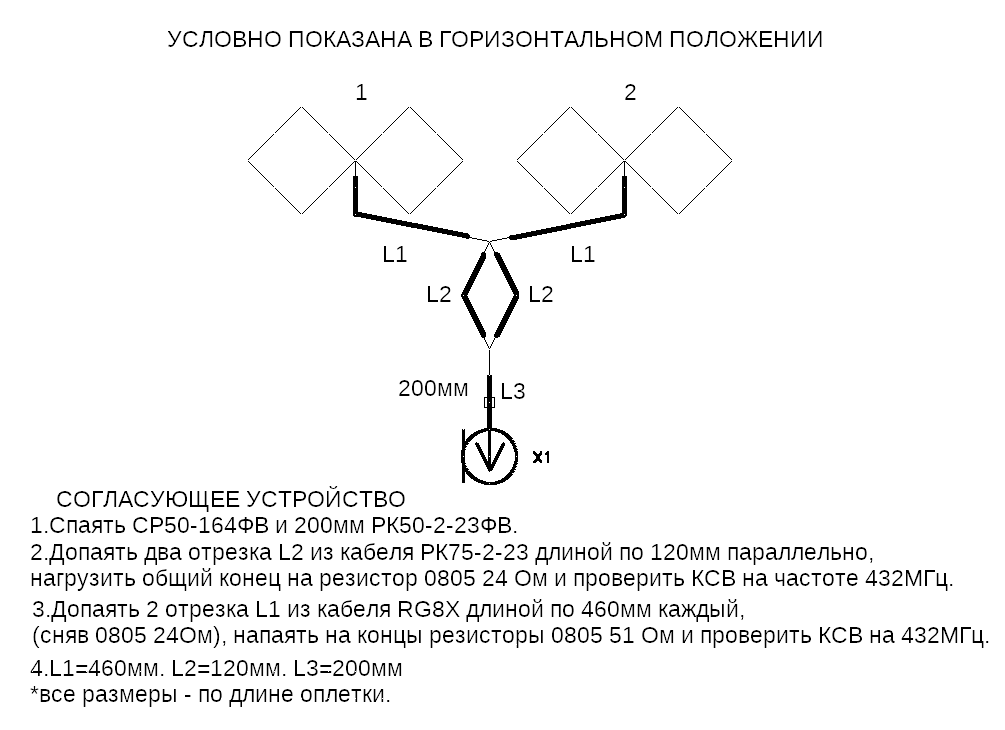 УСЛОВНО ПОКАЗАНА В ГОРИЗОНТАЛЬНОМ ПОЛОЖЕНИИ
1
2
L1
L1
L2
L2
200мм
L3
X1
СОГЛАСУЮЩЕЕ УСТРОЙСТВО
1.Спаять СР50-164ФВ и 200мм РК50-2-23ФВ.
2.Допаять два отрезка L2 из кабеля РК75-2-23 длиной по 120мм параллельно,
нагрузить общий конец на резистор 0805 24 Ом и проверить КСВ на частоте 432МГц.
3.Допаять 2 отрезка L1 из кабеля RG8X длиной по 460мм каждый,
(сняв 0805 24Ом), напаять на концы резисторы 0805 51 Ом и проверить КСВ на 432МГц.
4.L1=460мм. L2=120мм. L3=200мм
*все размеры - по длине оплетки.